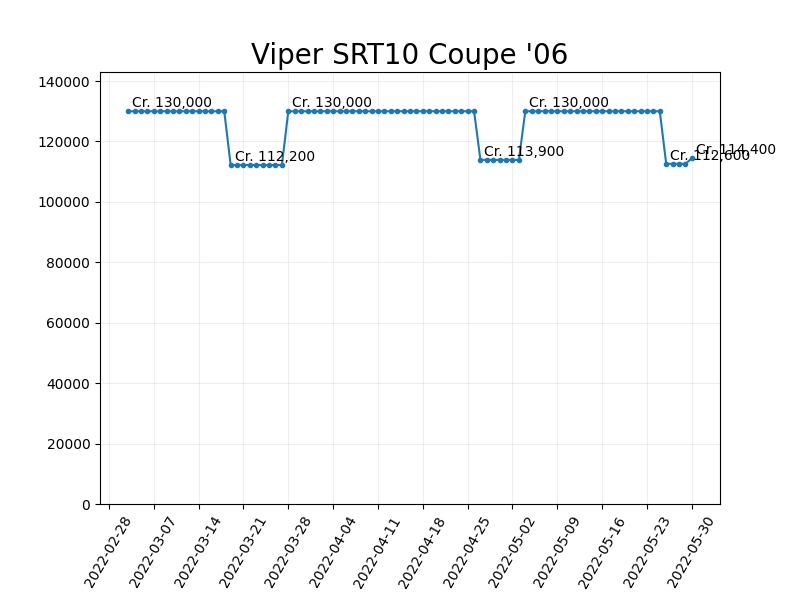 Viper SRT10 Coupe '06
140000
120000
100000
80000
60000
40000
20000
0
Cr. 130,000
Cr. 112,200
Cr. 130,000
Cr. 113,900
Cr. 130,000
Cr. 112,600
Cr. 114,400
2022-02-28
2022-03-07
2022-03-14
2022-03-21
2022-03-28
2022-04-04
2022-04-11
2022-04-18
2022-04-25
2022-05-02
2022-05-09
2022-05-16
2022-05-23
2022-05-30